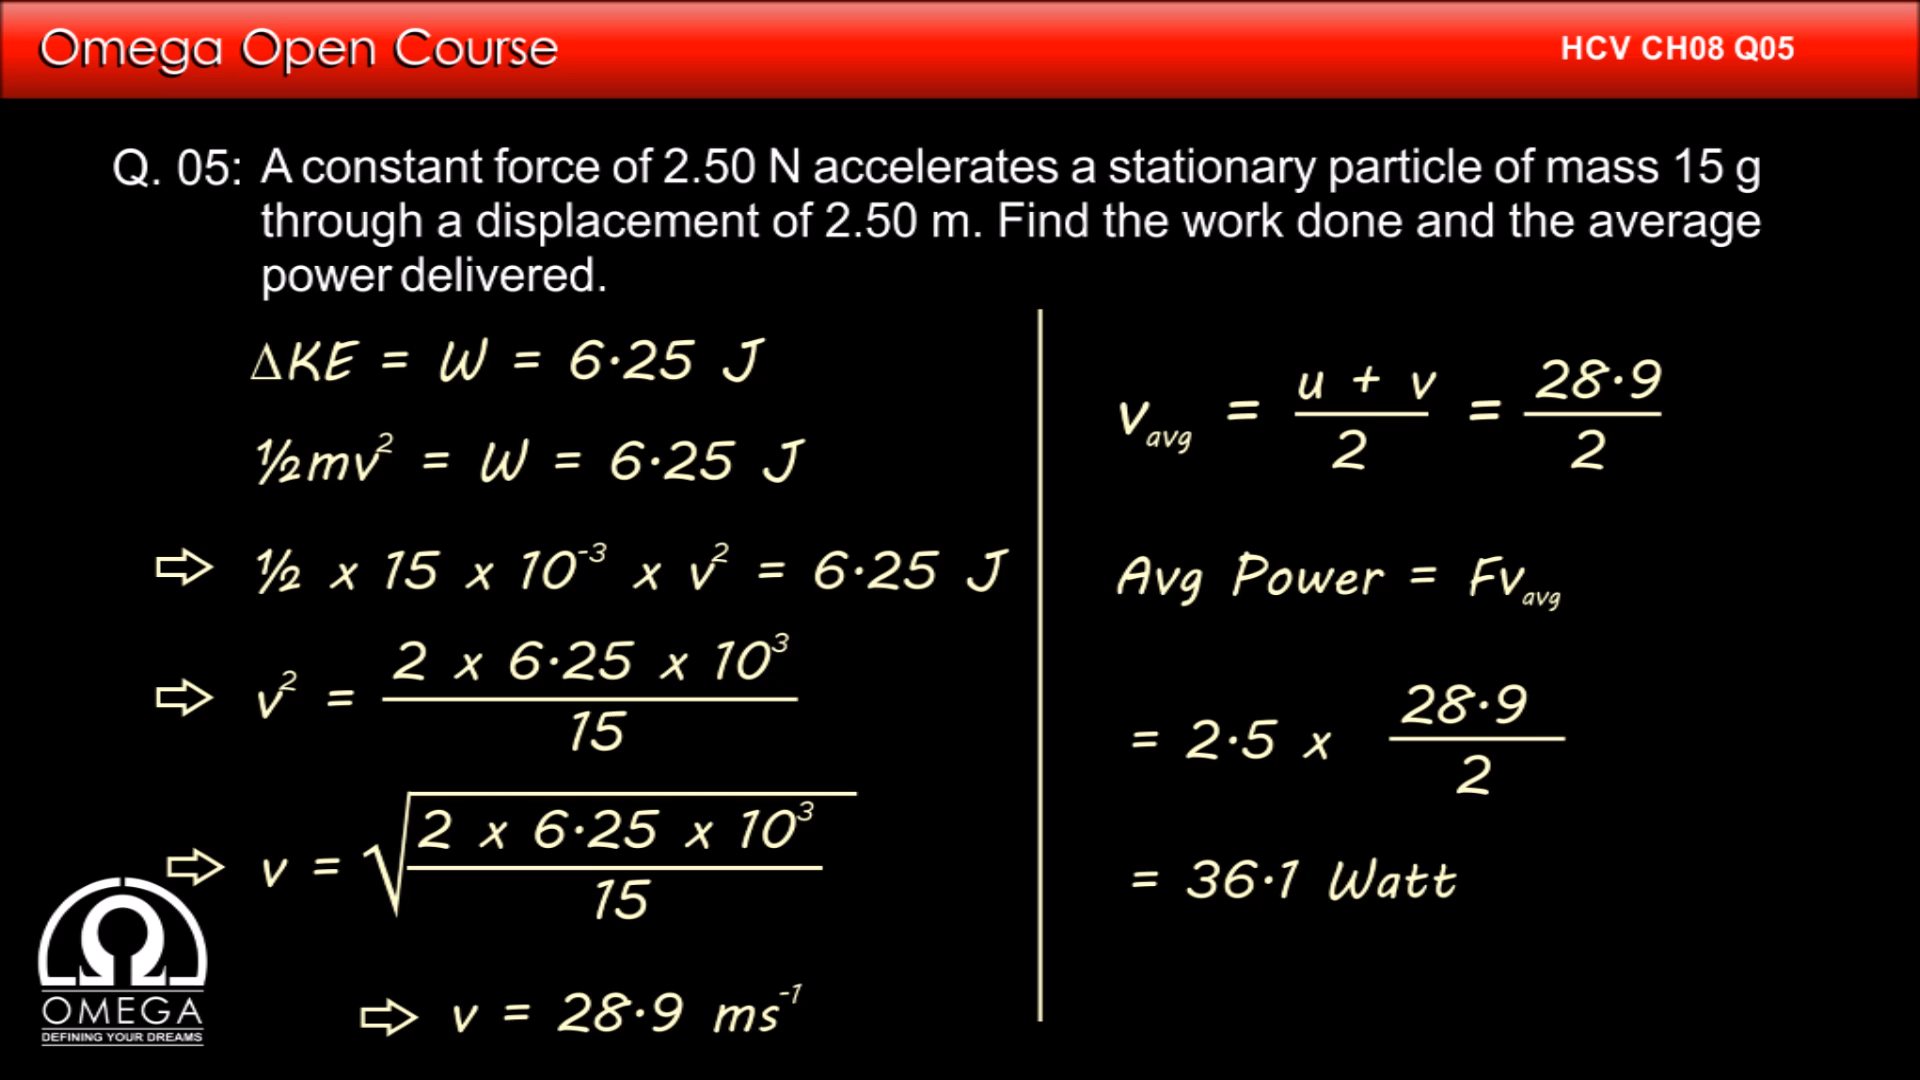 Omega Open Course
HCV CH08 Q05
Q. 05: A constant force of 2.50 N accelerates a stationary particle of mass 15 g
through a displacement of 2.50 m. Find the work done and the average
power delivered.
ΔKE = W = 6·25 J
½mv² = W = 6·25 J
⇨ ½ x 15 x 10⁻³ x v² = 6·25 J
⇨ v² = (2 x 6·25 x 10³)/15
⇨ v = √((2 x 6·25 x 10³)/15)
⇨ v = 28·9 ms⁻¹
v_avg = (u + v)/2 = 28·9/2
Avg Power = Fv_avg
= 2·5 x 28·9/2
= 36·1 Watt
OMEGA
DEFINING YOUR DREAMS